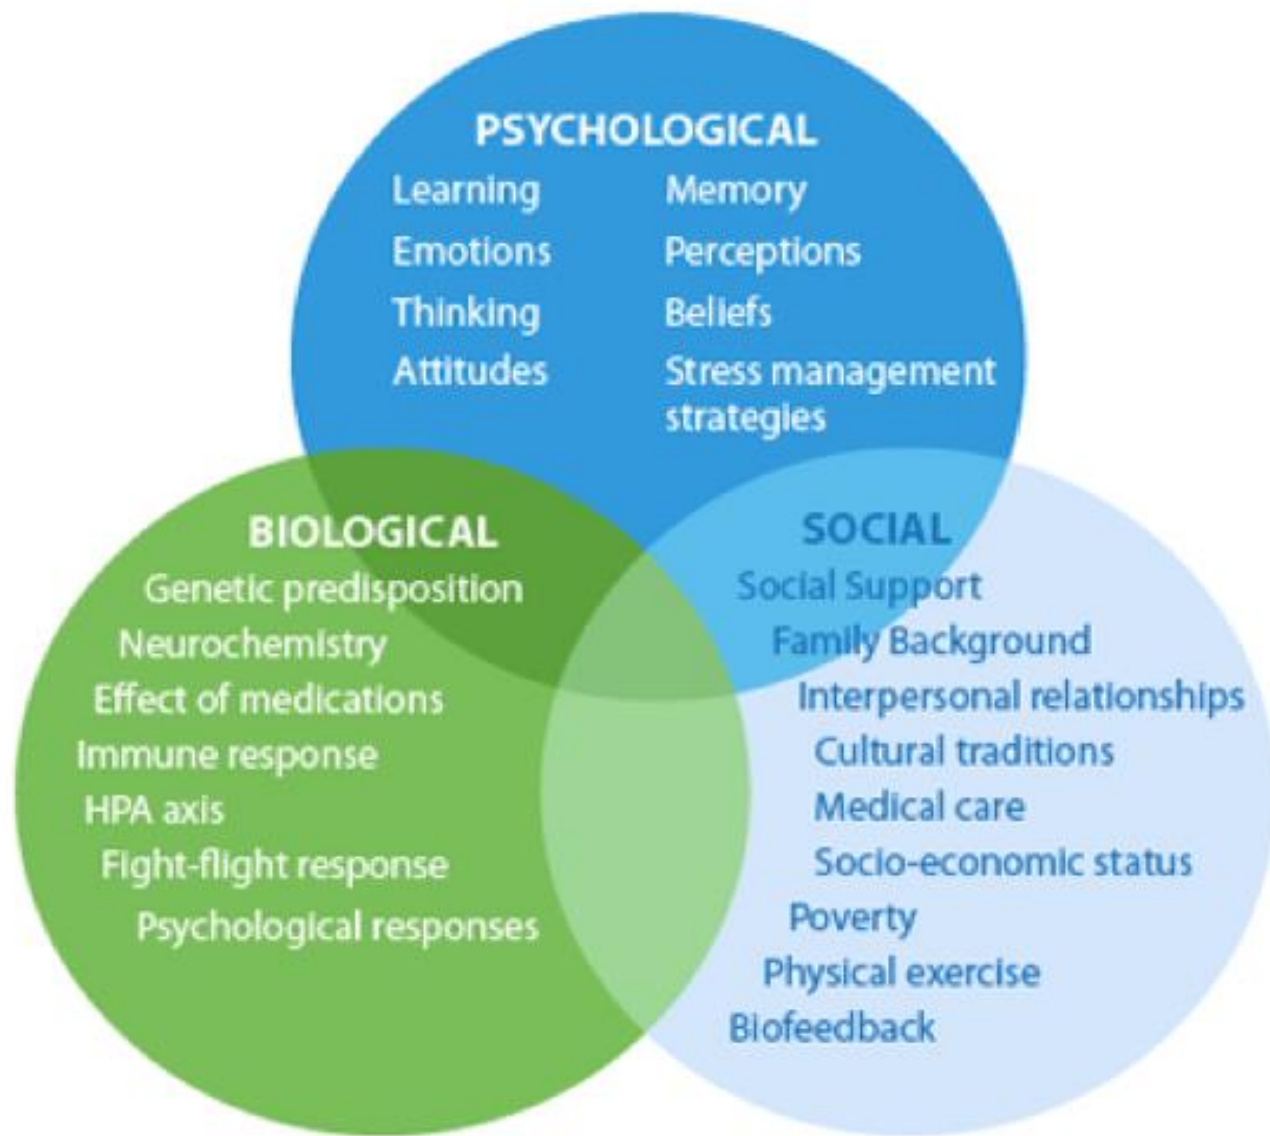 PSYCHOLOGICAL
Learning
Emotions
Thinking
Attitudes
Memory
Perceptions
Beliefs
Stress management
strategies
BIOLOGICAL
Genetic predisposition
Neurochemistry
Effect of medications
Immune response
HPA axis
Fight-flight response
Psychological responses
SOCIAL
Social Support
Family Background
Interpersonal relationships
Cultural traditions
Medical care
Socio-economic status
Poverty
Physical exercise
Biofeedback